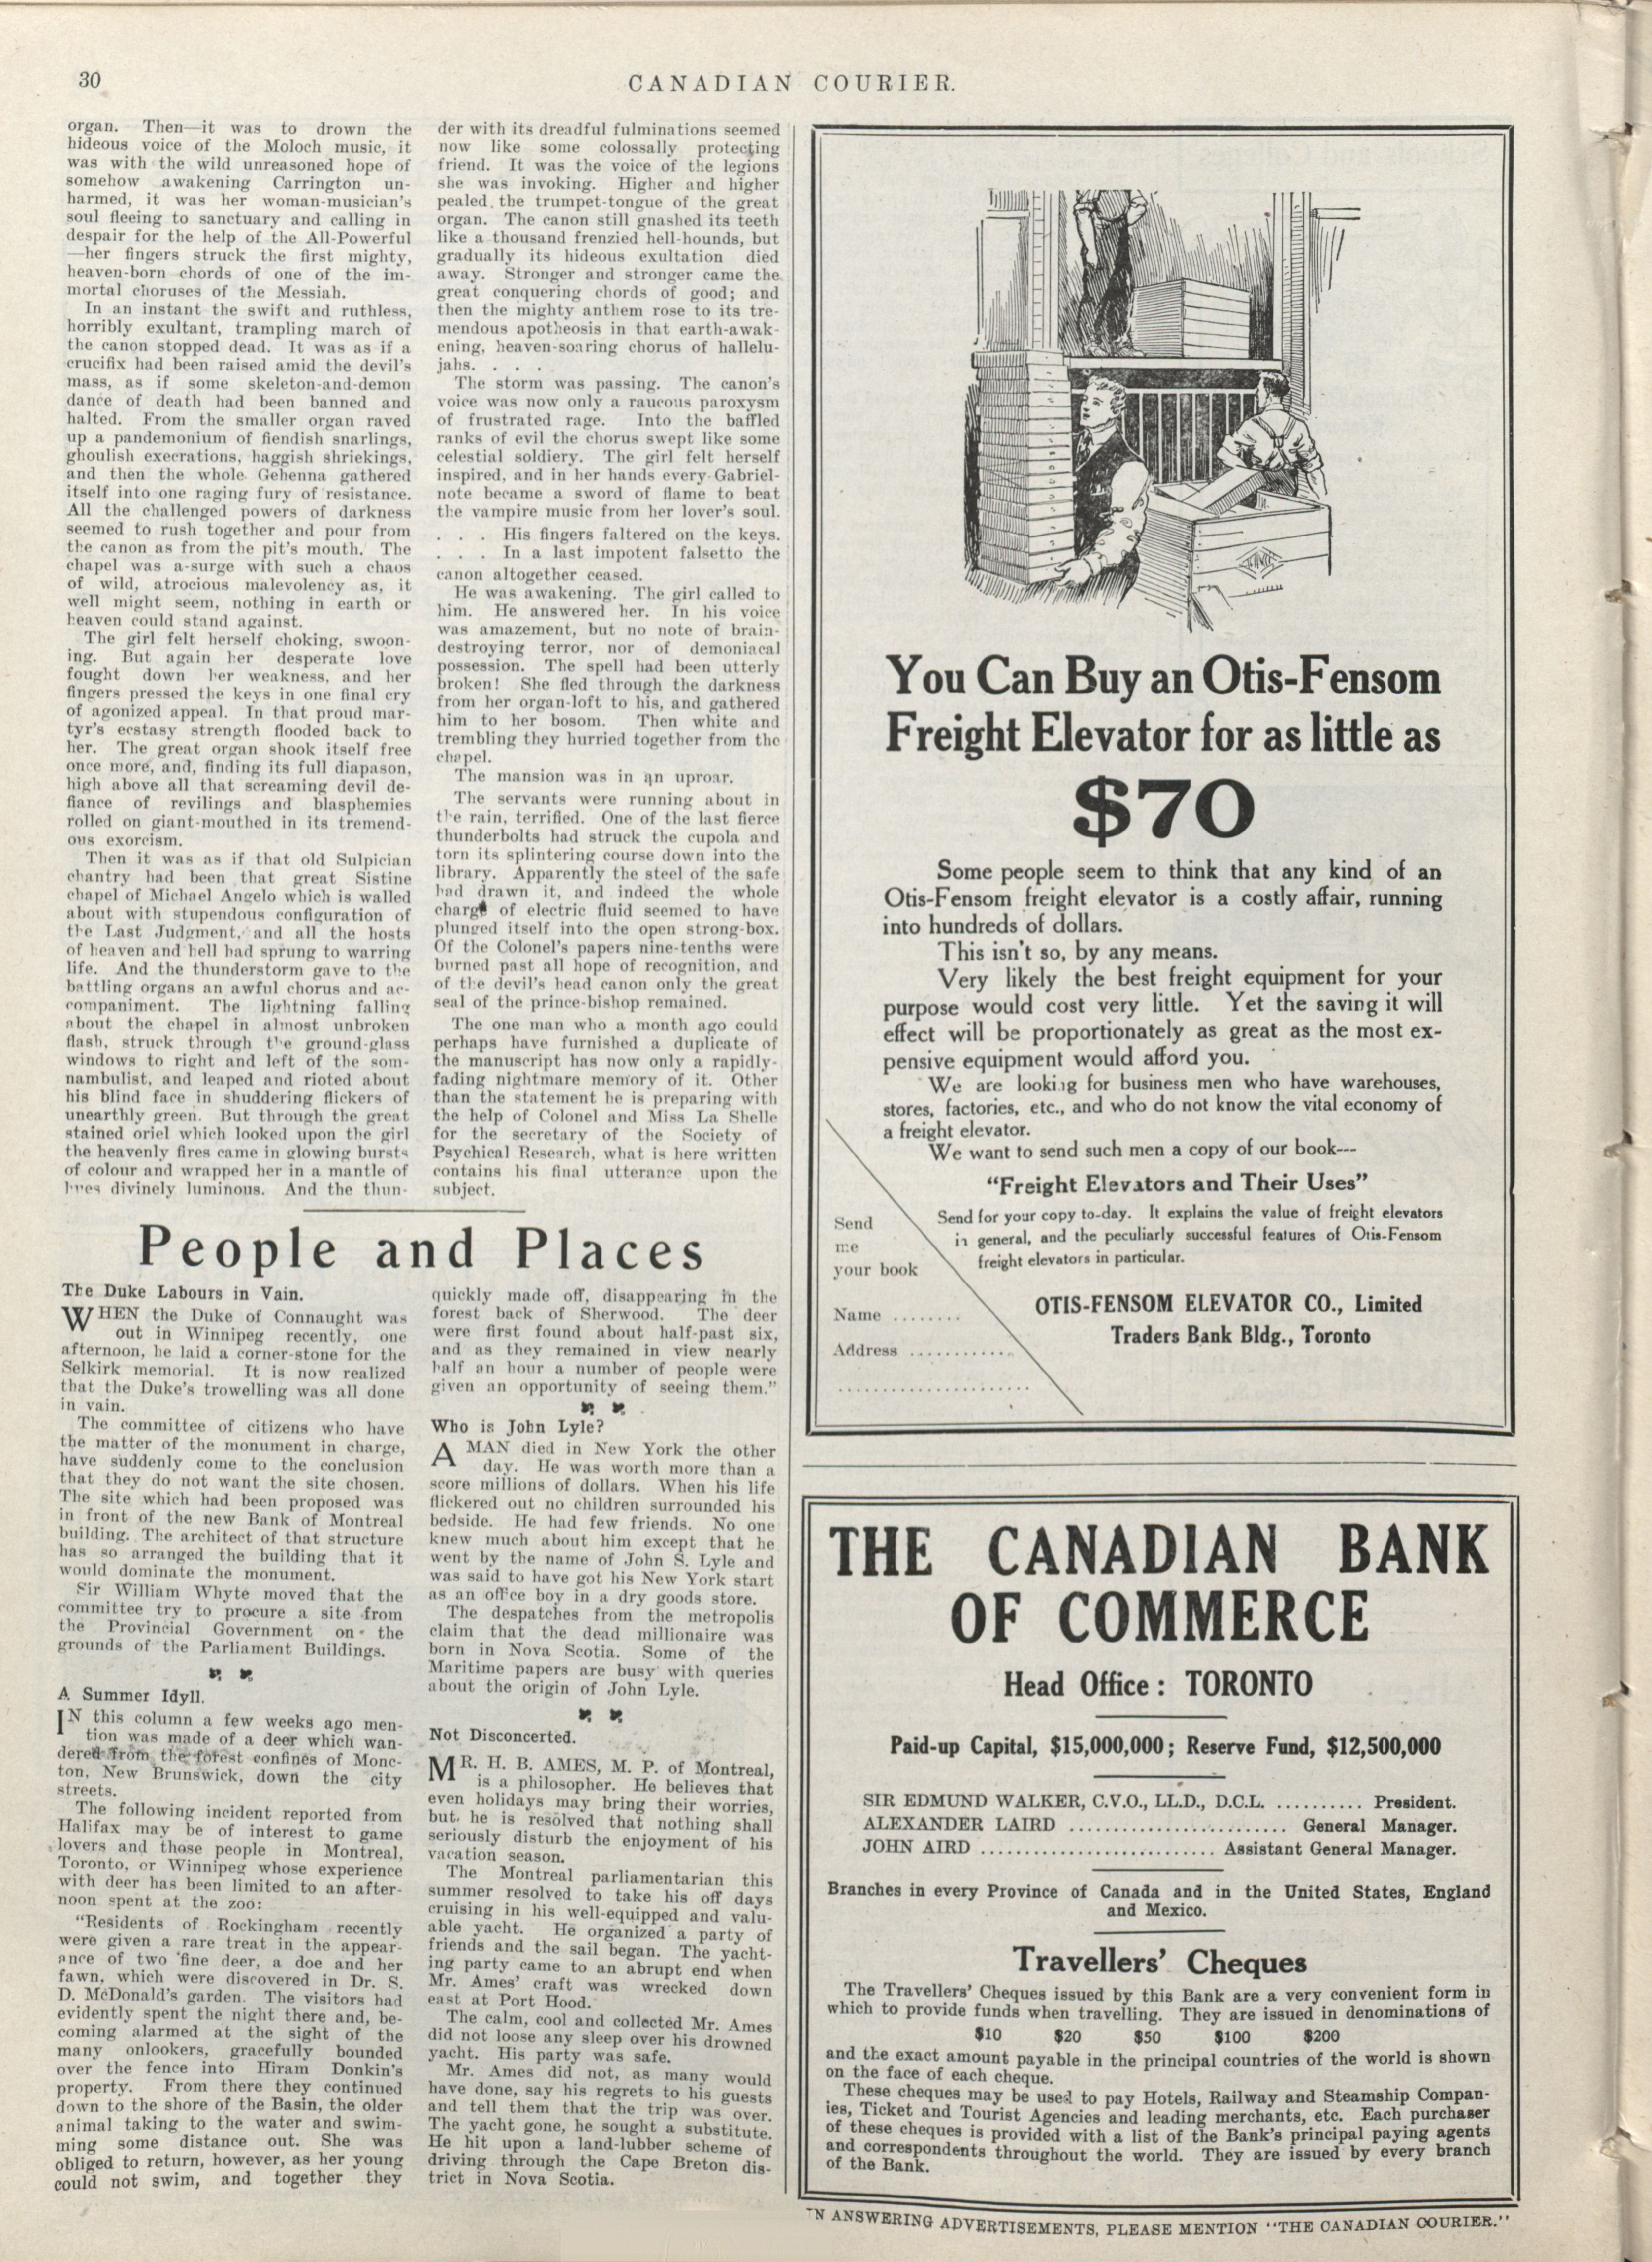 30
CANADIAN COURIER.
organ. Then—it was to drown the
hideous voice of the Moloch music, it
was with the wild unreasoned hope of
somehow awakening Carrington un-
harmed, it was her woman-musician's
soul fleeing to sanctuary and calling in
despair for the help of the All-Powerful
—her fingers struck the first mighty,
heaven-born chords of one of the im-
mortal choruses of the Messiah.
In an instant the swift and ruthless,
horribly exultant, trampling march of
the canon stopped dead. It was as if a
crucifix had been raised amid the devil's
mass, as if some skeleton-and-demon
dance of death had been banned and
halted. From the smaller organ raved
up a pandemonium of fiendish snarlings,
ghoulish execrations, haggish shriekings,
and then the whole Gehenna gathered
itself into one raging fury of resistance.
All the challenged powers of darkness
seemed to rush together and pour from
the canon as from the pit's mouth. The
chapel was a-surge with such a chaos
of wild, atrocious malevolency as, it
well might seem, nothing in earth or
heaven could stand against.
The girl felt herself choking, swoon-
ing. But again her desperate love
fought down her weakness, and her
fingers pressed the keys in one final cry
of agonized appeal. In that proud mar-
tyr's ecstasy strength flooded back to
her. The great organ shook itself free
once more, and, finding its full diapason,
high above all that screaming devil de-
fiance of revilings and blasphemies
rolled on giant-mouthed in its tremend-
ous exorcism.
Then it was as if that old Sulpician
chantry had been that great Sistine
chapel of Michael Angelo which is walled
about with stupendous configuration of
the Last Judgment, and all the hosts
of heaven and hell had sprung to warring
life. And the thunderstorm gave to the
battling organs an awful chorus and ac-
companiment. The lightning falling
about the chapel in almost unbroken
flash, struck through the ground-glass
windows to right and left of the som-
nambulist, and leaped and rioted about
his blind face in shuddering flickers of
unearthly green. But through the great
stained oriel which looked upon the girl
the heavenly fires came in glowing bursts
of colour and wrapped her in a mantle of
hues divinely luminous. And the thun-
der with its dreadful fulminations seemed
now like some colossally protecting
friend. It was the voice of the legions
she was invoking. Higher and higher
pealed the trumpet-tongue of the great
organ. The canon still gnashed its teeth
like a thousand frenzied hell-hounds, but
gradually its hideous exultation died
away. Stronger and stronger came the
great conquering chords of good; and
then the mighty anthem rose to its tre-
mendous apotheosis in that earth-awak-
ening, heaven-soaring chorus of hallelu-
jahs. . . .
The storm was passing. The canon's
voice was now only a raucous paroxysm
of frustrated rage. Into the baffled
ranks of evil the chorus swept like some
celestial soldiery. The girl felt herself
inspired, and in her hands every Gabriel-
note became a sword of flame to beat
the vampire music from her lover's soul.
. . . His fingers faltered on the keys.
. . . In a last impotent falsetto the
canon altogether ceased.
He was awakening. The girl called to
him. He answered her. In his voice
was amazement, but no note of brain-
destroying terror, nor of demoniacal
possession. The spell had been utterly
broken! She fled through the darkness
from her organ-loft to his, and gathered
him to her bosom. Then white and
trembling they hurried together from the
chapel.
The mansion was in an uproar.
The servants were running about in
the rain, terrified. One of the last fierce
thunderbolts had struck the cupola and
torn its splintering course down into the
library. Apparently the steel of the safe
had drawn it, and indeed the whole
charge of electric fluid seemed to have
plunged itself into the open strong-box.
Of the Colonel's papers nine-tenths were
burned past all hope of recognition, and
of the devil's head canon only the great
seal of the prince-bishop remained.
The one man who a month ago could
perhaps have furnished a duplicate of
the manuscript has now only a rapidly-
fading nightmare memory of it. Other
than the statement he is preparing with
the help of Colonel and Miss La Shelle
for the secretary of the Society of
Psychical Research, what is here written
contains his final utterance upon the
subject.
People and Places
The Duke Labours in Vain.
WHEN the Duke of Connaught was
out in Winnipeg recently, one
afternoon, he laid a corner-stone for the
Selkirk memorial. It is now realized
that the Duke's trowelling was all done
in vain.
The committee of citizens who have
the matter of the monument in charge,
have suddenly come to the conclusion
that they do not want the site chosen.
The site which had been proposed was
in front of the new Bank of Montreal
building. The architect of that structure
has so arranged the building that it
would dominate the monument.
Sir William Whyte moved that the
committee try to procure a site from
the Provincial Government on the
grounds of the Parliament Buildings.
A Summer Idyll.
IN this column a few weeks ago men-
tion was made of a deer which wan-
dered from the forest confines of Monc-
ton, New Brunswick, down the city
streets.
The following incident reported from
Halifax may be of interest to game
lovers and those people in Montreal,
Toronto, or Winnipeg whose experience
with deer has been limited to an after-
noon spent at the zoo:
"Residents of Rockingham recently
were given a rare treat in the appear-
ance of two fine deer, a doe and her
fawn, which were discovered in Dr. S.
D. McDonald's garden. The visitors had
evidently spent the night there and, be-
coming alarmed at the sight of the
many onlookers, gracefully bounded
over the fence into Hiram Donkin's
property. From there they continued
down to the shore of the Basin, the older
animal taking to the water and swim-
ming some distance out. She was
obliged to return, however, as her young
could not swim, and together they
quickly made off, disappearing in the
forest back of Sherwood. The deer
were first found about half-past six,
and as they remained in view nearly
half an hour a number of people were
given an opportunity of seeing them."
Who is John Lyle?
A MAN died in New York the other
day. He was worth more than a
score millions of dollars. When his life
flickered out no children surrounded his
bedside. He had few friends. No one
knew much about him except that he
went by the name of John S. Lyle and
was said to have got his New York start
as an office boy in a dry goods store.
The despatches from the metropolis
claim that the dead millionaire was
born in Nova Scotia. Some of the
Maritime papers are busy with queries
about the origin of John Lyle.
Not Disconcerted.
MR. H. B. AMES, M. P. of Montreal,
is a philosopher. He believes that
even holidays may bring their worries,
but he is resolved that nothing shall
seriously disturb the enjoyment of his
vacation season.
The Montreal parliamentarian this
summer resolved to take his off days
cruising in his well-equipped and valu-
able yacht. He organized a party of
friends and the sail began. The yacht-
ing party came to an abrupt end when
Mr. Ames' craft was wrecked down
east at Port Hood.
The calm, cool and collected Mr. Ames
did not loose any sleep over his drowned
yacht. His party was safe.
Mr. Ames did not, as many would
have done, say his regrets to his guests
and tell them that the trip was over.
The yacht gone, he sought a substitute.
He hit upon a land-lubber scheme of
driving through the Cape Breton dis-
trict in Nova Scotia.
You Can Buy an Otis-Fensom
Freight Elevator for as little as
$70
Some people seem to think that any kind of an
Otis-Fensom freight elevator is a costly affair, running
into hundreds of dollars.
This isn't so, by any means.
Very likely the best freight equipment for your
purpose would cost very little. Yet the saving it will
effect will be proportionately as great as the most ex-
pensive equipment would afford you.
We are looking for business men who have warehouses,
stores, factories, etc., and who do not know the vital economy of
a freight elevator.
We want to send such men a copy of our book---
"Freight Elevators and Their Uses"
Send for your copy to-day. It explains the value of freight elevators
in general, and the peculiarly successful features of Otis-Fensom
freight elevators in particular.
Send
me
your book
Name ........
Address ............
......................
OTIS-FENSOM ELEVATOR CO., Limited
Traders Bank Bldg., Toronto
THE CANADIAN BANK
OF COMMERCE
Head Office: TORONTO
Paid-up Capital, $15,000,000; Reserve Fund, $12,500,000
SIR EDMUND WALKER, C.V.O., LL.D., D.C.L. .......... President.
ALEXANDER LAIRD ......................... General Manager.
JOHN AIRD ........................... Assistant General Manager.
Branches in every Province of Canada and in the United States, England
and Mexico.
Travellers' Cheques
The Travellers' Cheques issued by this Bank are a very convenient form in
which to provide funds when travelling. They are issued in denominations of
$10 $20 $50 $100 $200
and the exact amount payable in the principal countries of the world is shown
on the face of each cheque.
These cheques may be used to pay Hotels, Railway and Steamship Compan-
ies, Ticket and Tourist Agencies and leading merchants, etc. Each purchaser
of these cheques is provided with a list of the Bank's principal paying agents
and correspondents throughout the world. They are issued by every branch
of the Bank.
IN ANSWERING ADVERTISEMENTS, PLEASE MENTION "THE CANADIAN COURIER."